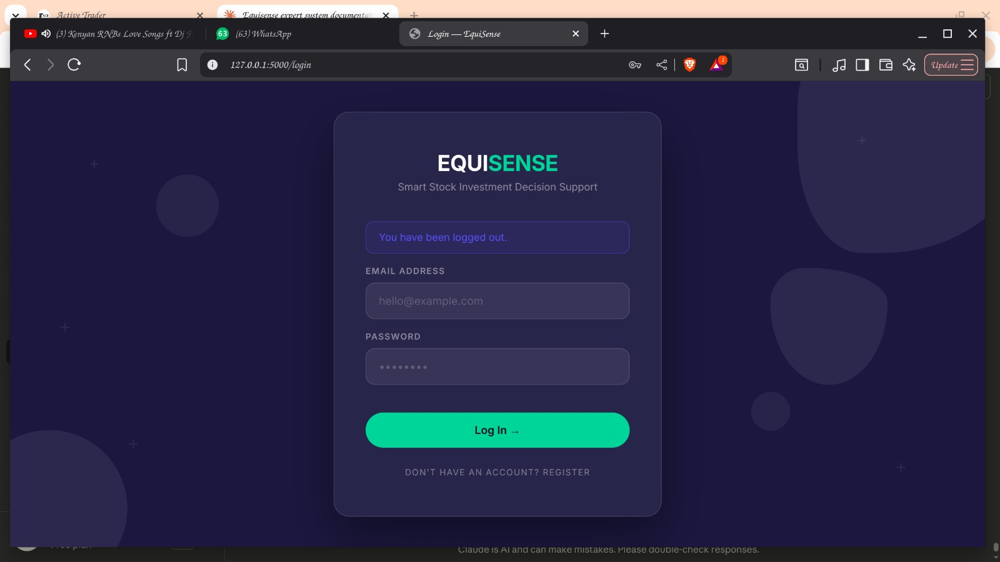 Active Trader
Equisense expert system documentat
(3) Kenyan RNBs Love Songs ft Dj
63
(63) WhatsApp
Login — EquiSense
127.0.0.1:5000/login
1
Update
EQUISENSE
Smart Stock Investment Decision Support
You have been logged out.
EMAIL ADDRESS
hello@example.com
PASSWORD
Log In →
DON'T HAVE AN ACCOUNT? REGISTER
Claude is AI and can make mistakes. Please double-check responses.